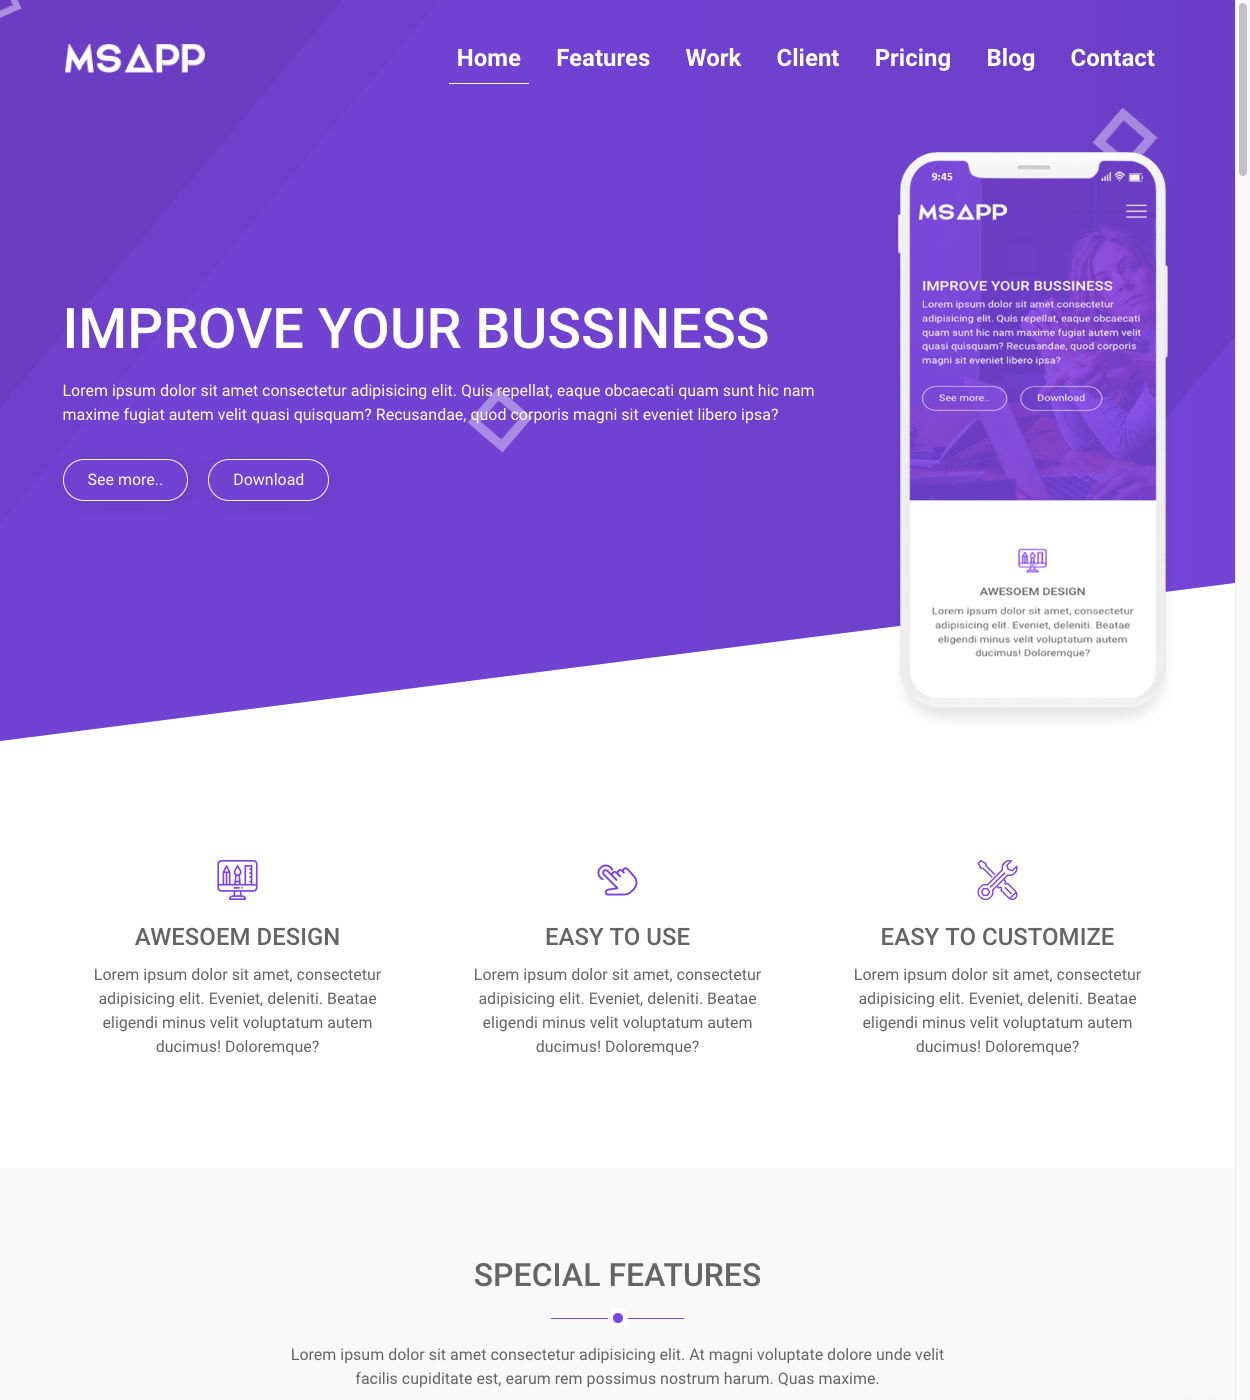 MSAPP
Home Features Work Client Pricing Blog Contact
IMPROVE YOUR BUSSINESS
Lorem ipsum dolor sit amet consectetur adipisicing elit. Quis repellat, eaque obcaecati quam sunt hic nam
maxime fugiat autem velit quasi quisquam? Recusandae, quod corporis magni sit eveniet libero ipsa?
See more.. Download
9:45
MSAPP
IMPROVE YOUR BUSSINESS
Lorem ipsum dolor sit amet consectetur
adipisicing elit. Quis repellat, eaque obcaecati
quam sunt hic nam maxime fugiat autem velit
quasi quisquam? Recusandae, quod corporis
magni sit eveniet libero ipsa?
See more.. Download
AWESOEM DESIGN
Lorem ipsum dolor sit amet, consectetur
adipisicing elit. Eveniet, deleniti. Beatae
eligendi minus velit voluptatum autem
ducimus! Doloremque?
AWESOEM DESIGN
Lorem ipsum dolor sit amet, consectetur
adipisicing elit. Eveniet, deleniti. Beatae
eligendi minus velit voluptatum autem
ducimus! Doloremque?
EASY TO USE
Lorem ipsum dolor sit amet, consectetur
adipisicing elit. Eveniet, deleniti. Beatae
eligendi minus velit voluptatum autem
ducimus! Doloremque?
EASY TO CUSTOMIZE
Lorem ipsum dolor sit amet, consectetur
adipisicing elit. Eveniet, deleniti. Beatae
eligendi minus velit voluptatum autem
ducimus! Doloremque?
SPECIAL FEATURES
Lorem ipsum dolor sit amet consectetur adipisicing elit. At magni voluptate dolore unde velit
facilis cupiditate est, earum rem possimus nostrum harum. Quas maxime.